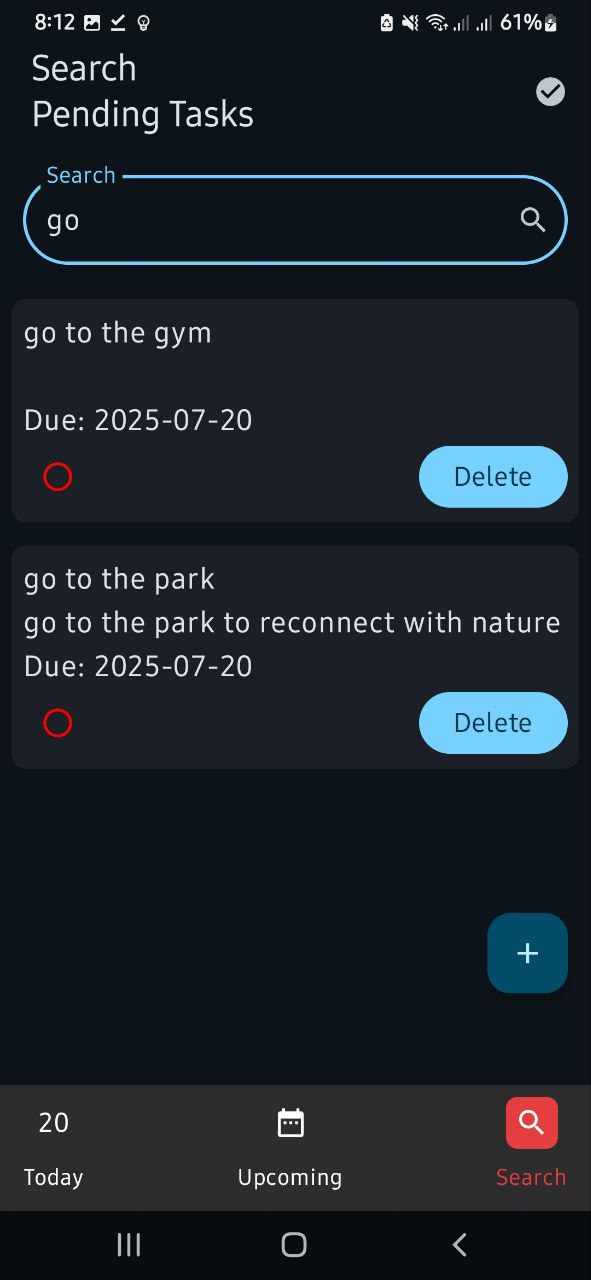 8:12 61%
Search
Pending Tasks
Search
go
go to the gym
Due: 2025-07-20
Delete
go to the park
go to the park to reconnect with nature
Due: 2025-07-20
Delete
+
20
Today
Upcoming
Search